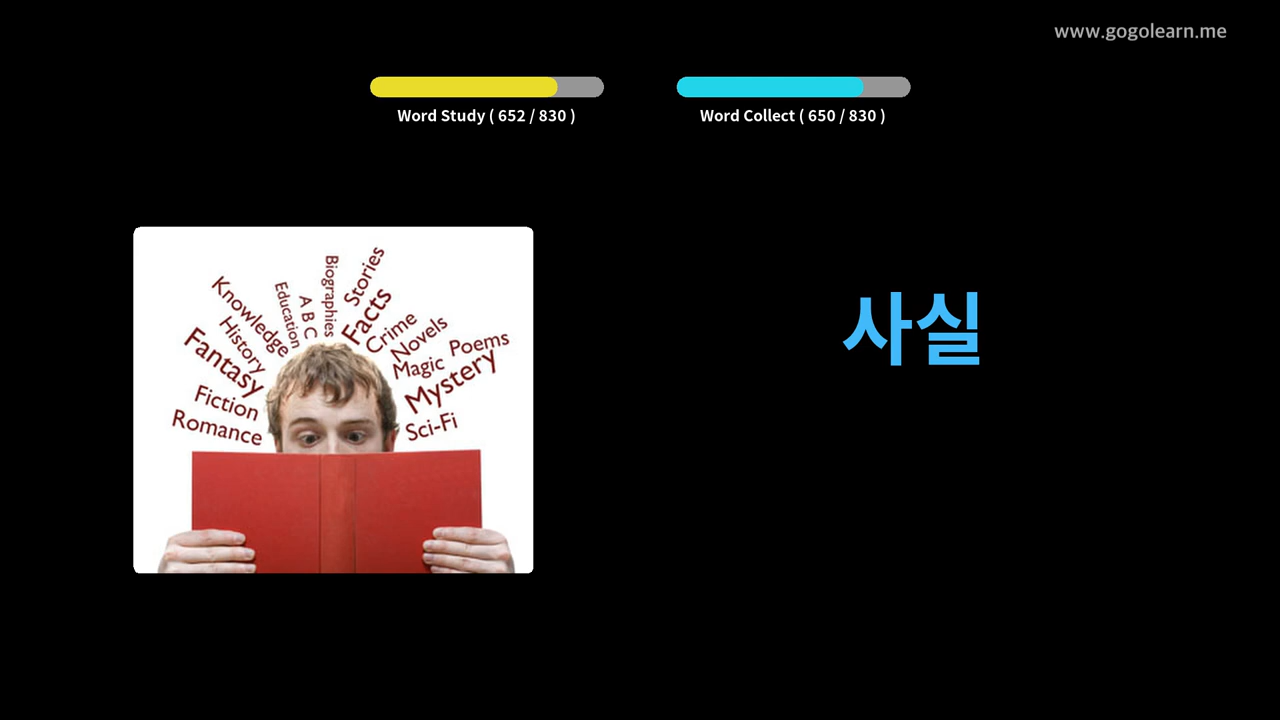 www.gogolearn.me
Word Study ( 652 / 830 )
Word Collect ( 650 / 830 )
Romance
Fiction
Fantasy
History
Knowledge
Education
A B C
Biographies
Stories
Facts
Crime
Novels
Magic
Poems
Mystery
Sci-Fi
사실